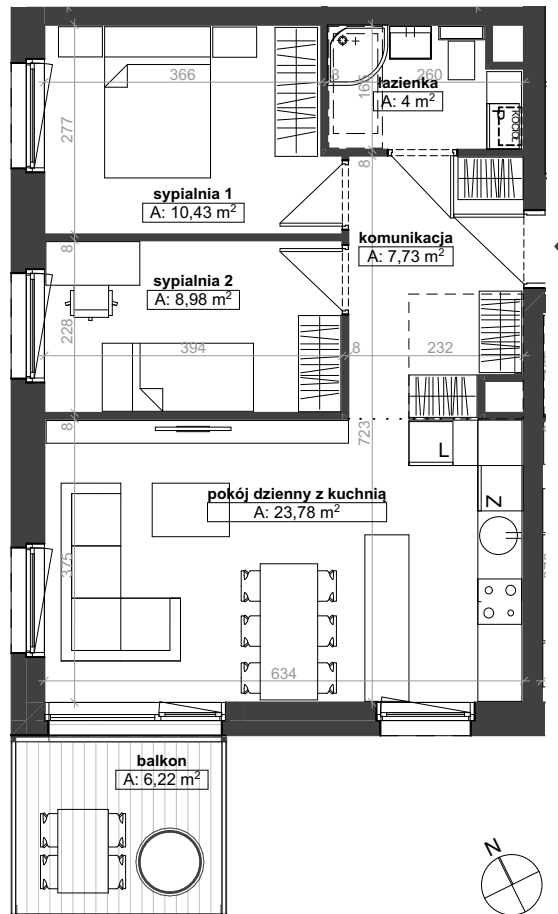 366
8
260
165
łazienka
A: 4 m²
KOCIOŁ
P
277
8
sypialnia 1
A: 10,43 m²
komunikacja
A: 7,73 m²
8
sypialnia 2
A: 8,98 m²
228
394
8
232
8
723
L
pokój dzienny z kuchnią
A: 23,78 m²
Z
375
634
balkon
A: 6,22 m²
N